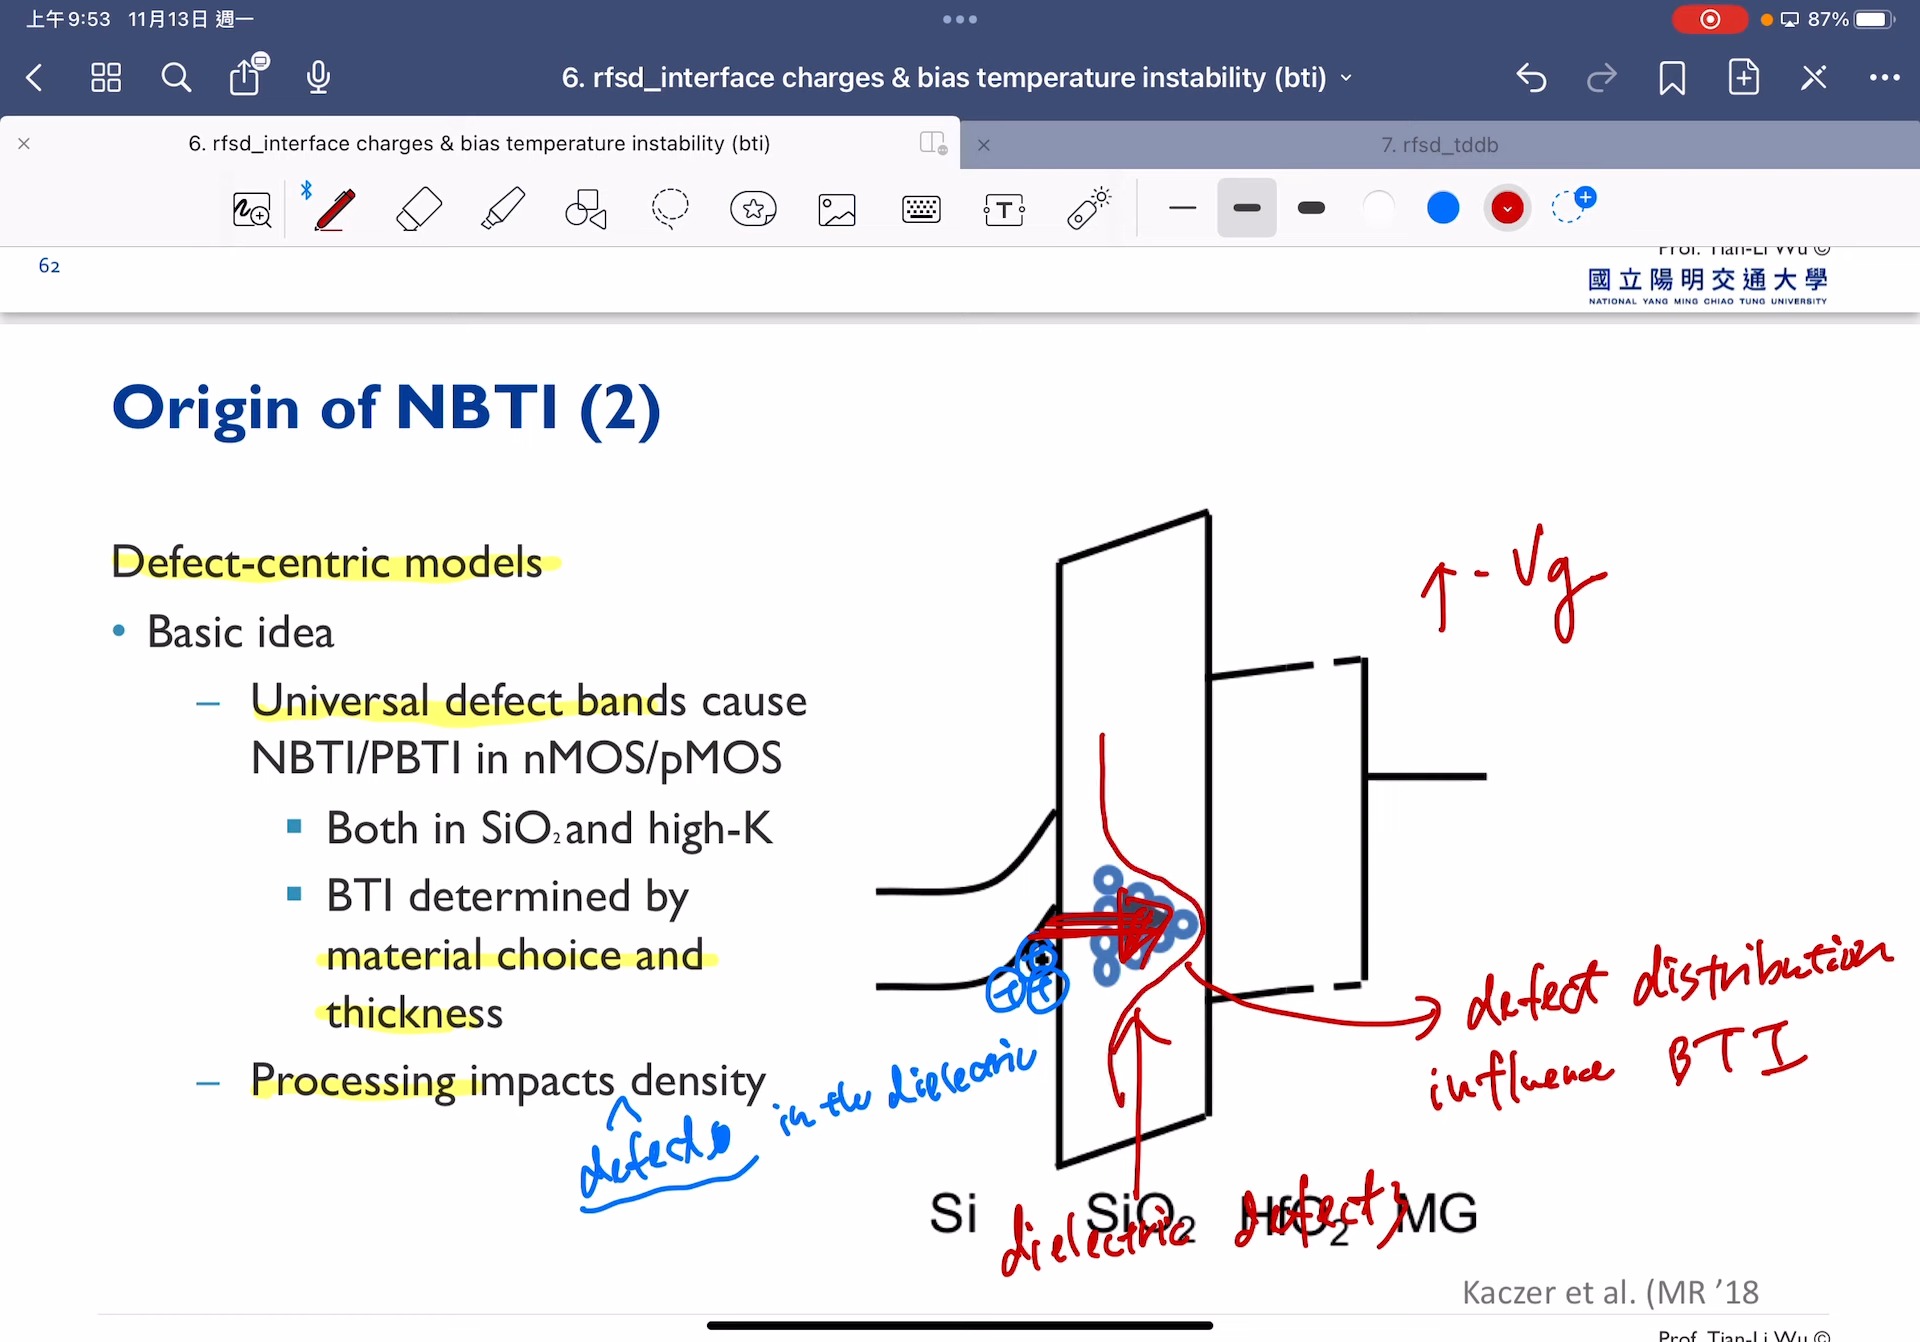 上午9:53 11月13日 週一
87%
6. rfsd_interface charges & bias temperature instability (bti)
6. rfsd_interface charges & bias temperature instability (bti)
7. rfsd_tddb
Prof. Tian-Li Wu ©
62
國立陽明交通大學
NATIONAL YANG MING CHIAO TUNG UNIVERSITY
Origin of NBTI (2)
Defect-centric models
• Basic idea
– Universal defect bands cause
NBTI/PBTI in nMOS/pMOS
▪ Both in SiO₂ and high-K
▪ BTI determined by
material choice and
thickness
– Processing impacts density
defects in the dielectric
↑ - Vg
→ defect distribution
influence BTI
Si SiO₂ HfO₂ MG
dielectric defects
Kaczer et al. (MR ’18
Prof. Tian-Li Wu ©